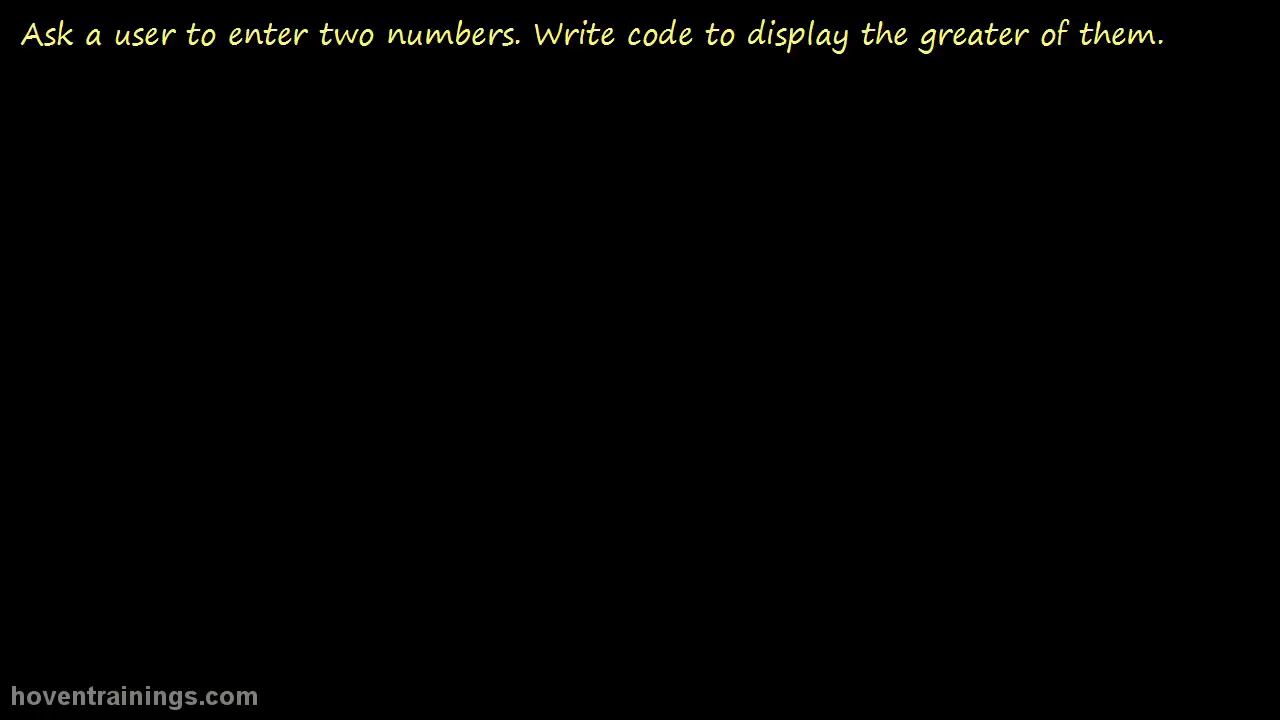 Ask a user to enter two numbers. Write code to display the greater of them.
hoventrainings.com